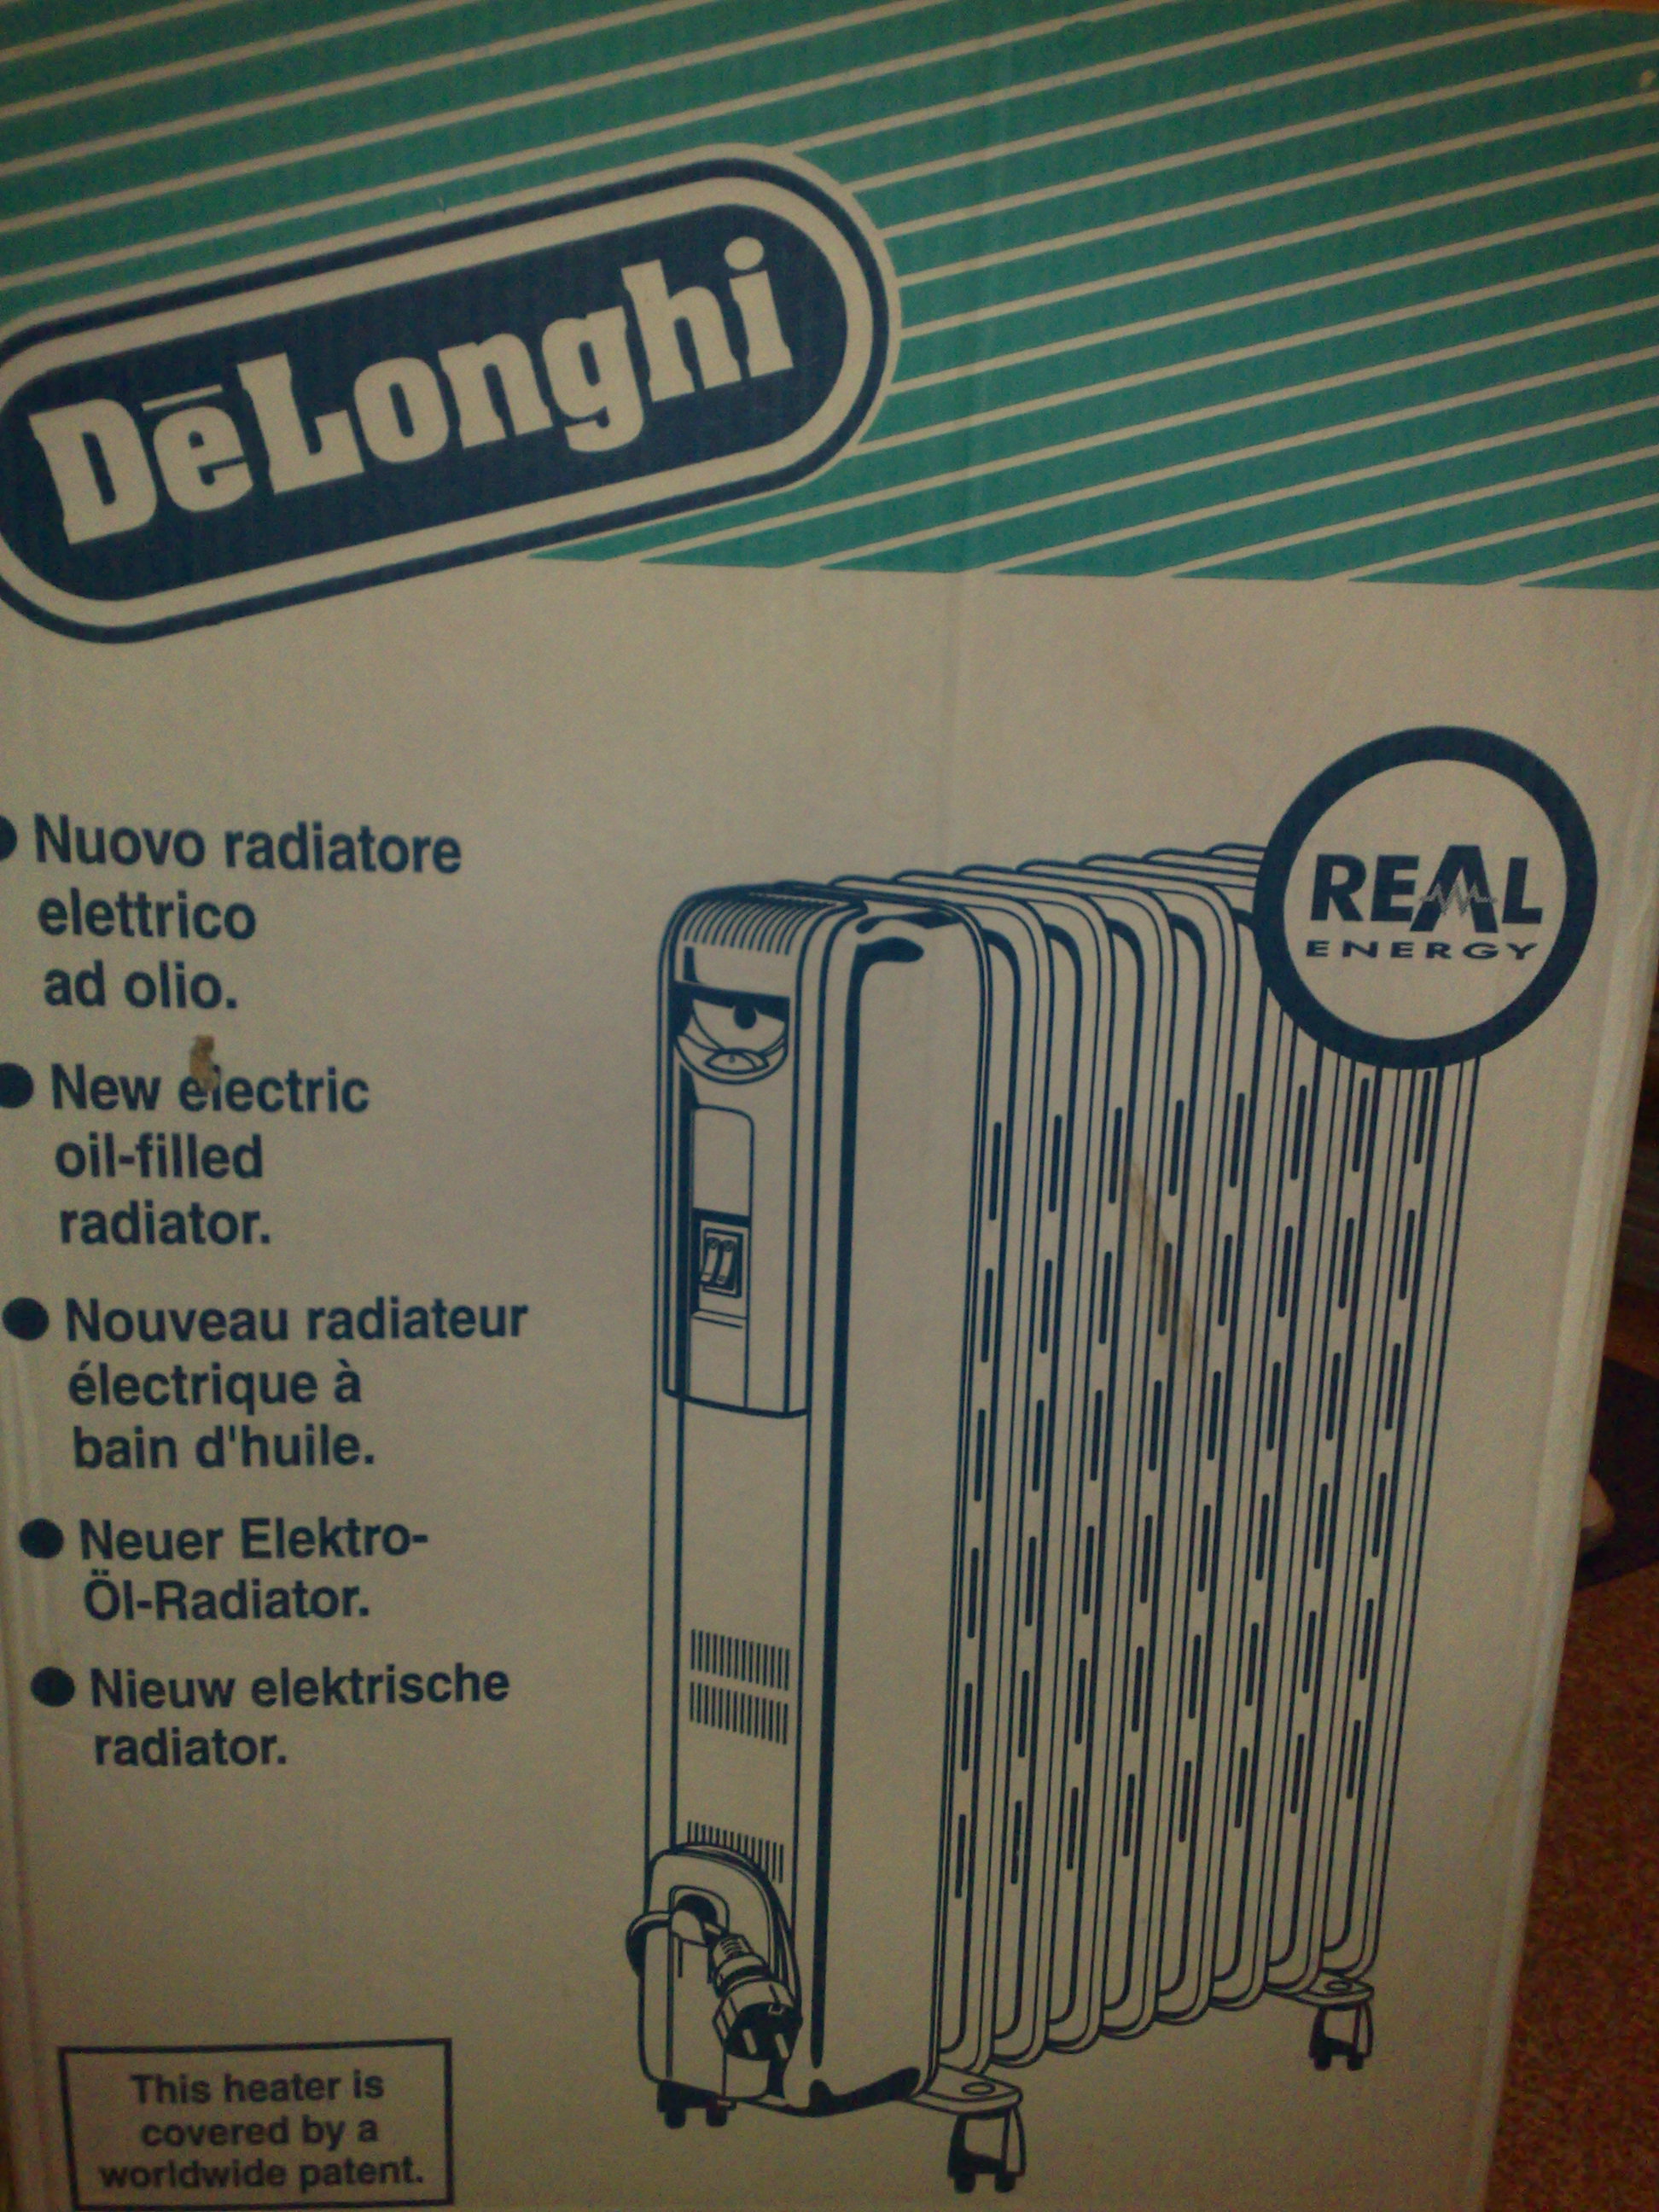 DēLonghi
REAL
ENERGY
● Nuovo radiatore
elettrico
ad olio.
● New electric
oil-filled
radiator.
● Nouveau radiateur
électrique à
bain d'huile.
● Neuer Elektro-
Öl-Radiator.
● Nieuw elektrische
radiator.
This heater is
covered by a
worldwide patent.